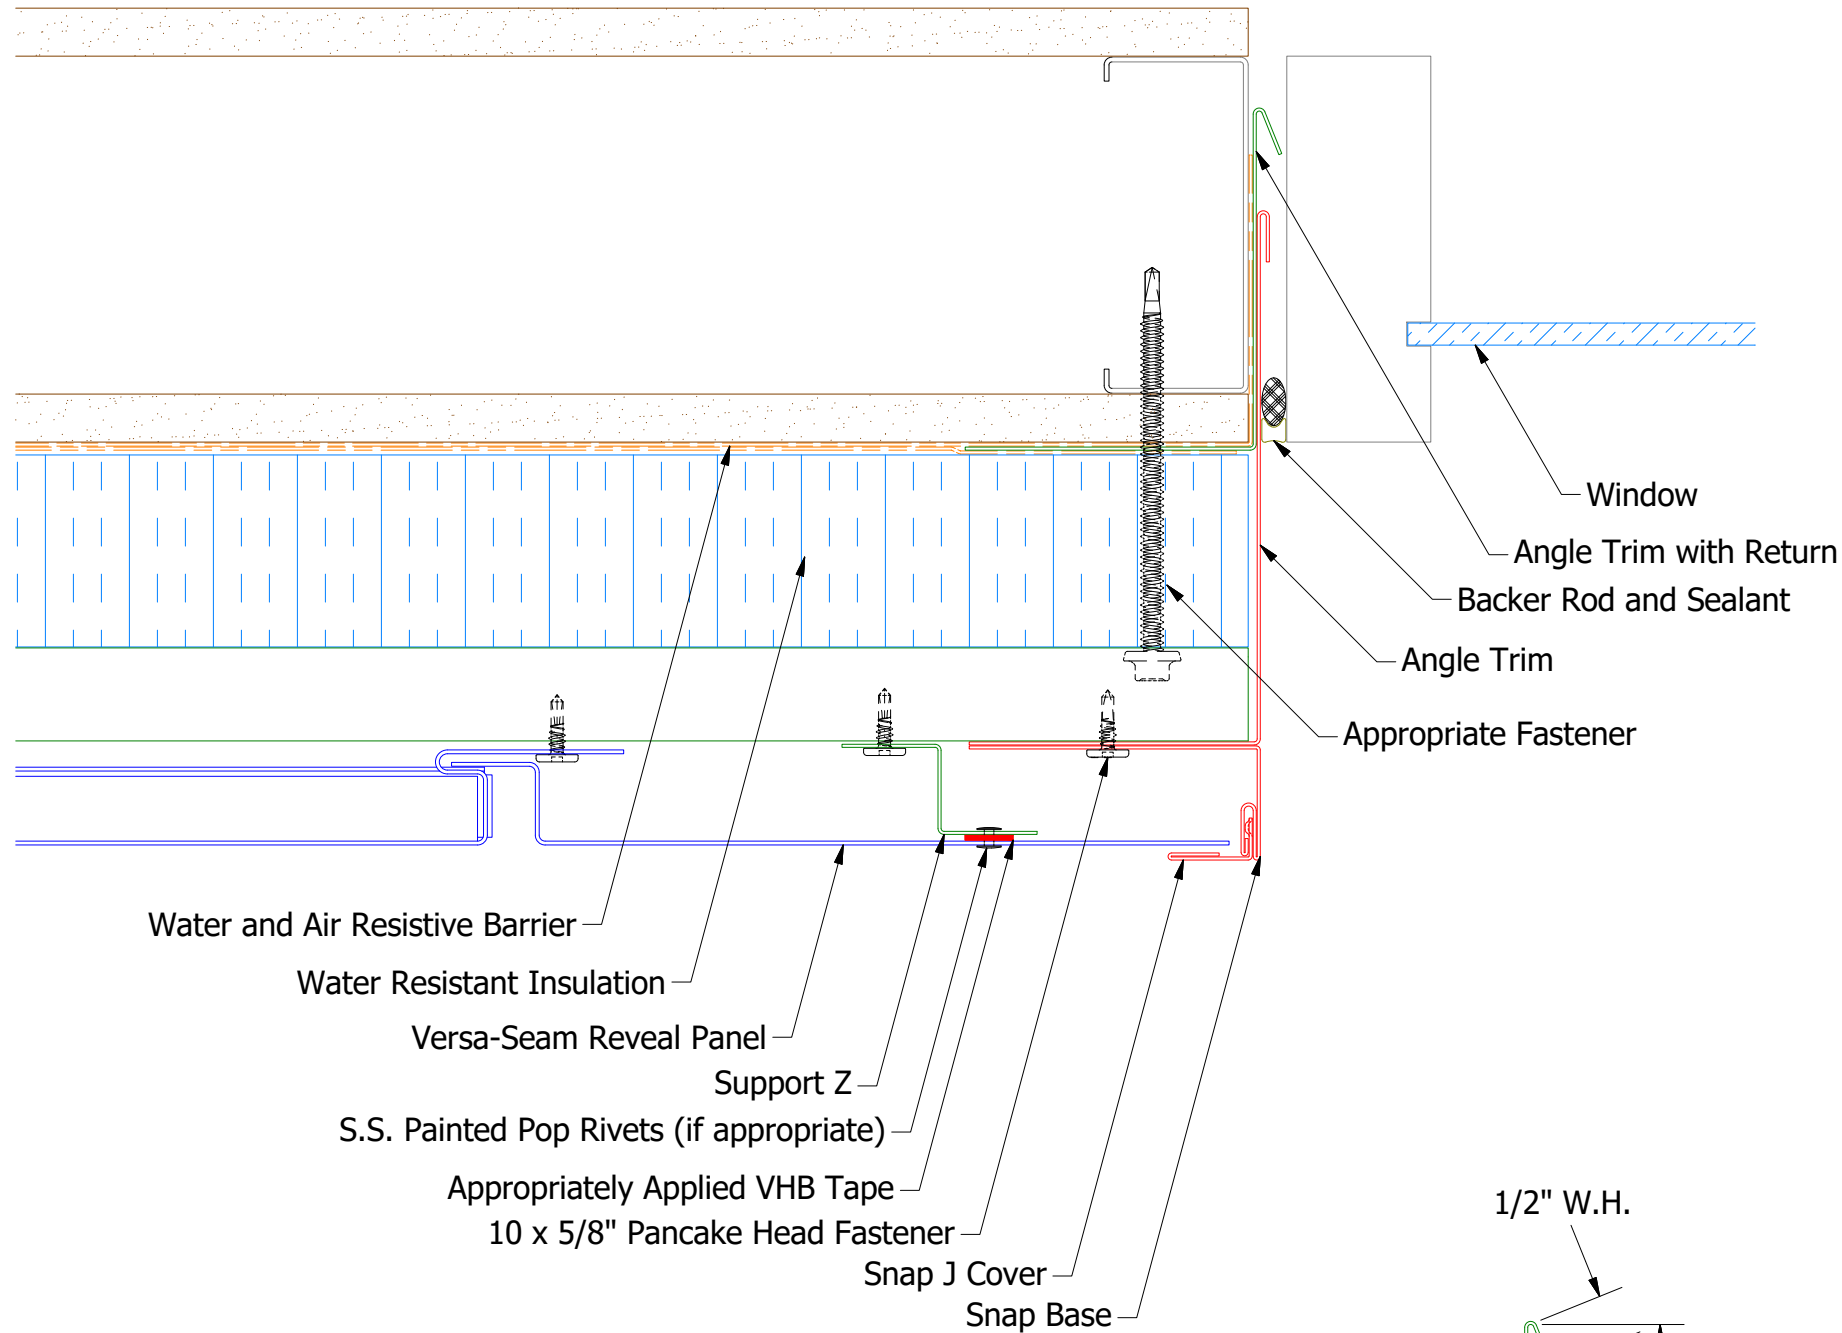 Window
Angle Trim with Return
Backer Rod and Sealant
Angle Trim
Appropriate Fastener
Water and Air Resistive Barrier
Water Resistant Insulation
Versa-Seam Reveal Panel
Support Z
S.S. Painted Pop Rivets (if appropriate)
Appropriately Applied VHB Tape
10 x 5/8" Pancake Head Fastener
Snap J Cover
Snap Base
1/2" W.H.